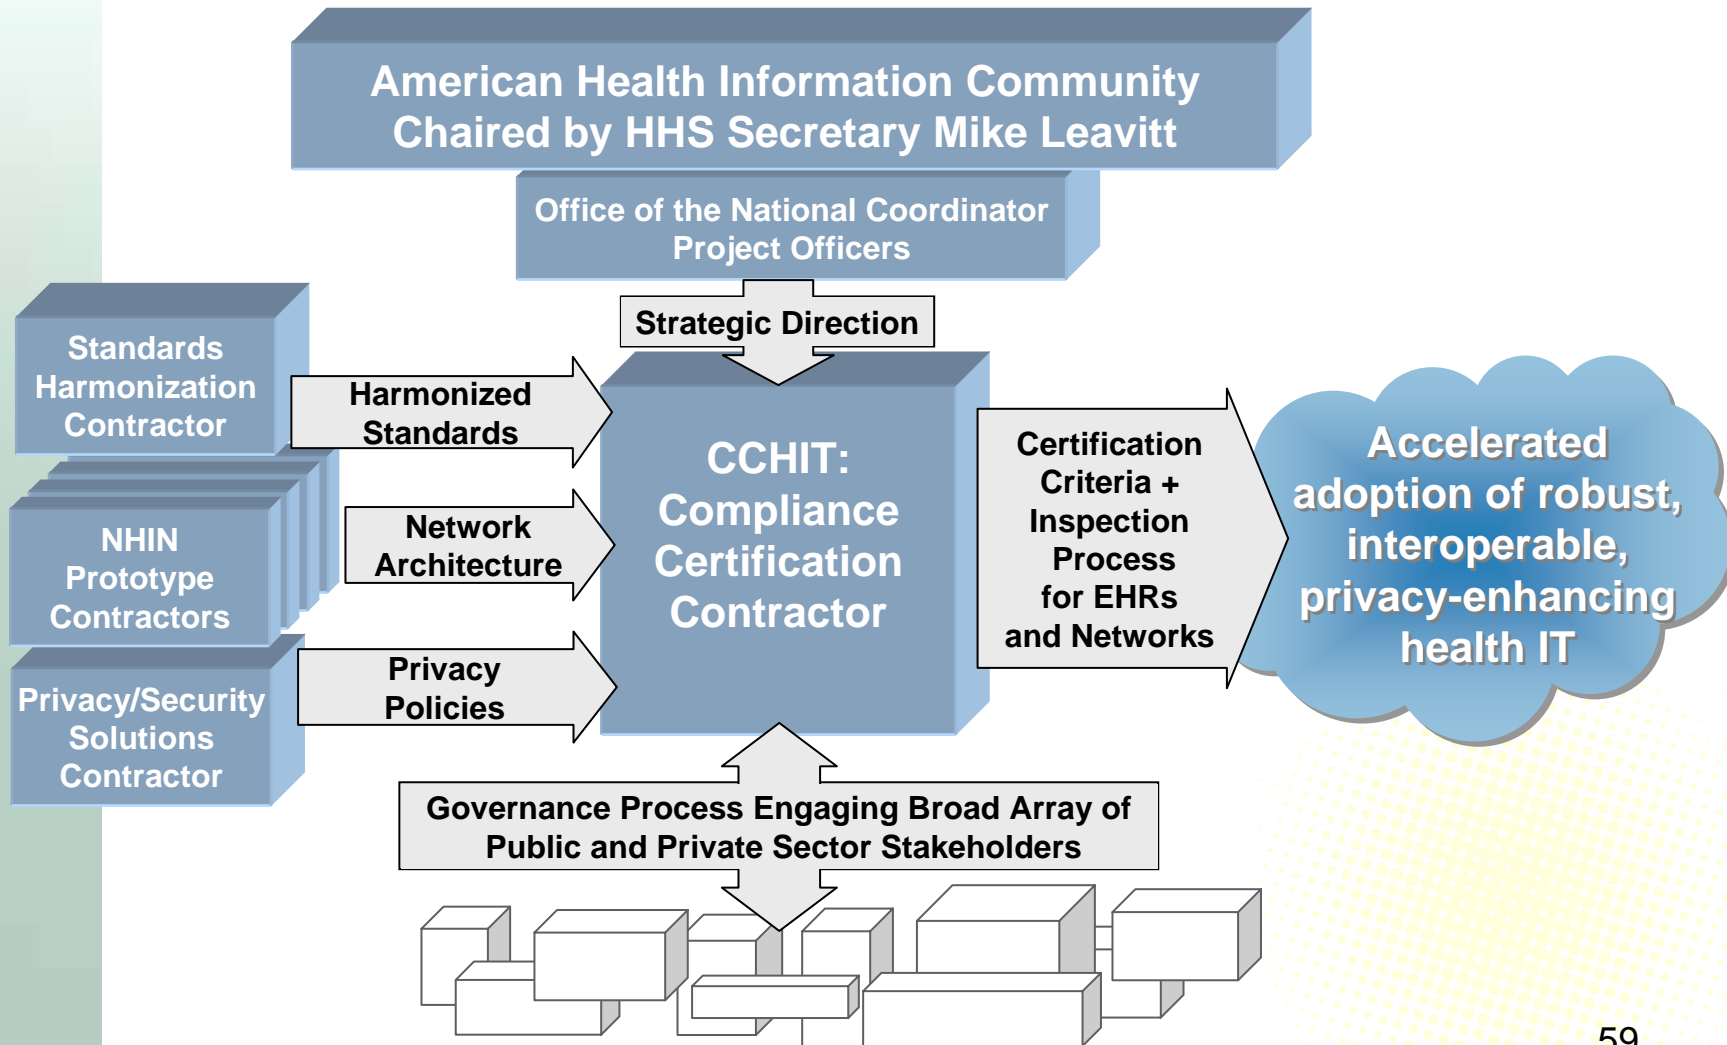 American Health Information Community
Chaired by HHS Secretary Mike Leavitt
Office of the National Coordinator
Project Officers
Strategic Direction
Standards
Harmonization
Contractor
Harmonized
Standards
NHIN
Prototype
Contractors
Network
Architecture
Privacy/Security
Solutions
Contractor
Privacy
Policies
CCHIT:
Compliance
Certification
Contractor
Certification
Criteria +
Inspection
Process
for EHRs
and Networks
Accelerated
adoption of robust,
interoperable,
privacy-enhancing
health IT
Governance Process Engaging Broad Array of
Public and Private Sector Stakeholders
59